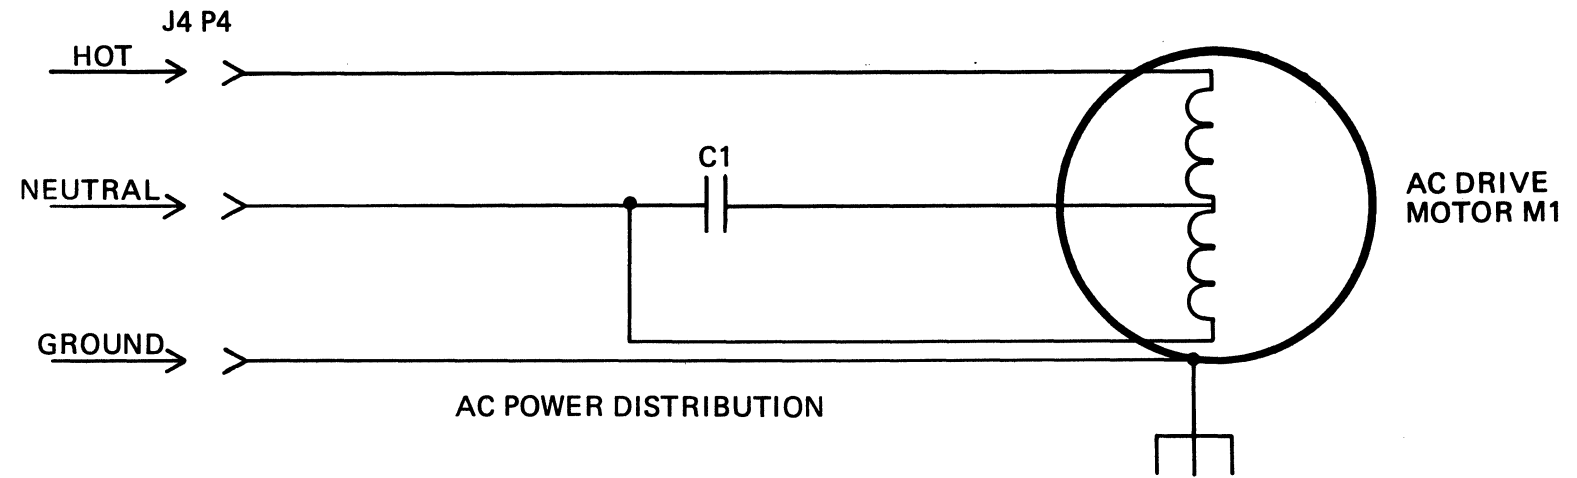 J4 P4
HOT
C1
NEUTRAL
AC DRIVE
MOTOR M1
GROUND
AC POWER DISTRIBUTION